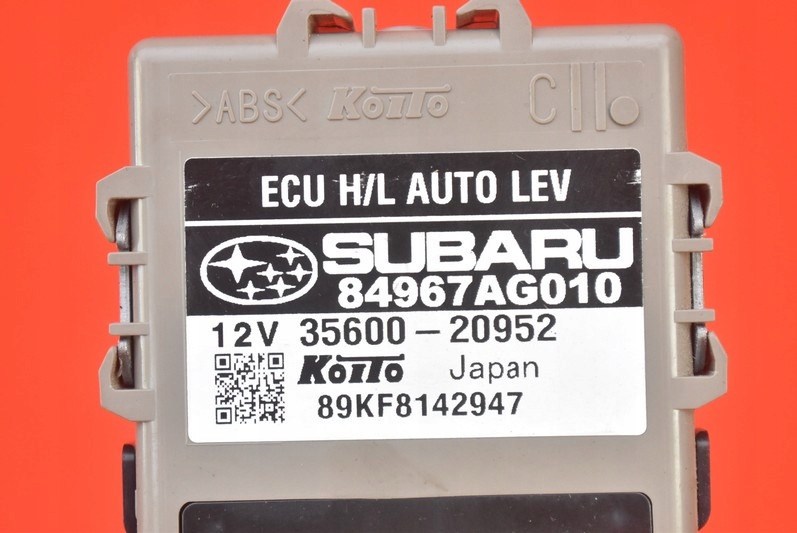 >ABS< KOITO C
ECU H/L AUTO LEV
SUBARU
84967AG010
12V 35600-20952
KOITO Japan
89KF8142947